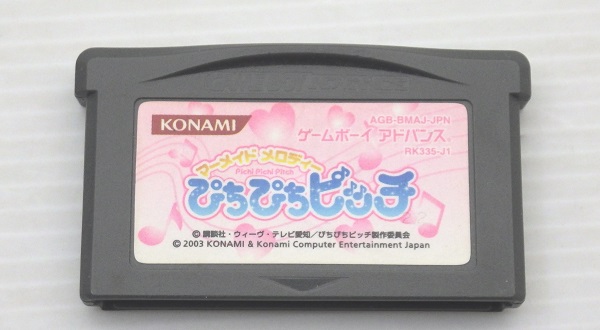 KONAMI
AGB-BMAJ-JPN
ゲームボーイ アドバンス
RK335-J1
マーメイド メロディー
Pichi Pichi Pitch
ぴちぴちピッチ
© 講談社・ウィーヴ・テレビ愛知/ぴちぴちピッチ製作委員会
© 2003 KONAMI & Konami Computer Entertainment Japan